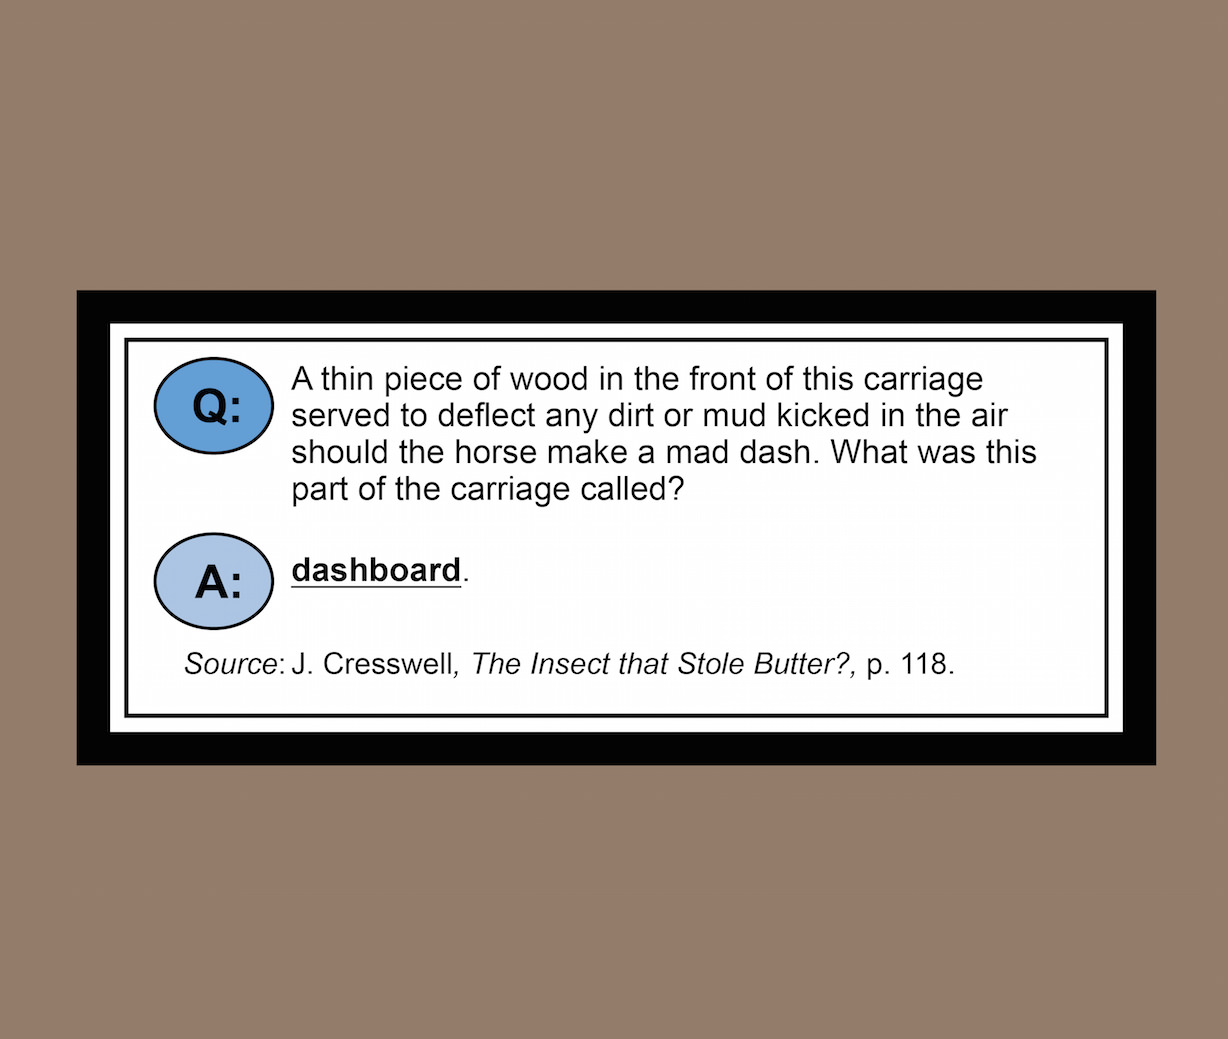 Q: A thin piece of wood in the front of this carriage
served to deflect any dirt or mud kicked in the air
should the horse make a mad dash. What was this
part of the carriage called?
A: dashboard.
Source: J. Cresswell, The Insect that Stole Butter?, p. 118.